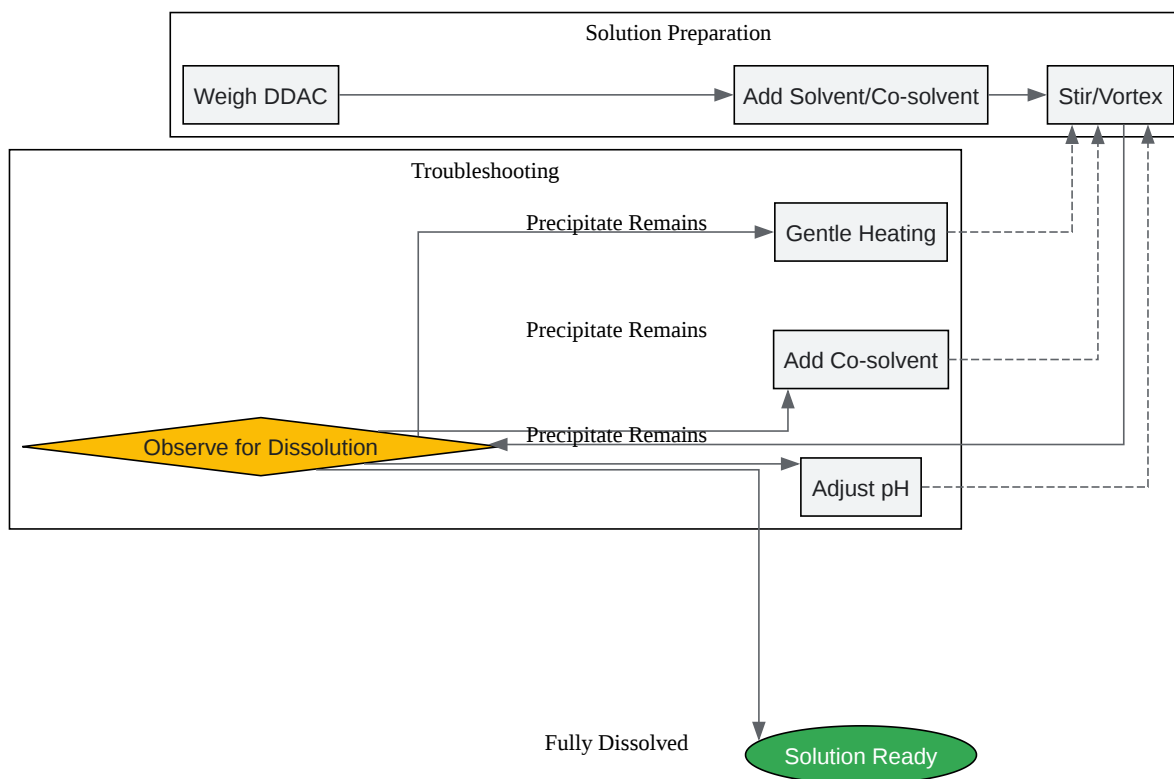 Solution Preparation
Weigh DDAC
Add Solvent/Co-solvent
Stir/Vortex
Troubleshooting
Precipitate Remains
Gentle Heating
Precipitate Remains
Add Co-solvent
Precipitate Remains
Observe for Dissolution
Adjust pH
Fully Dissolved
Solution Ready